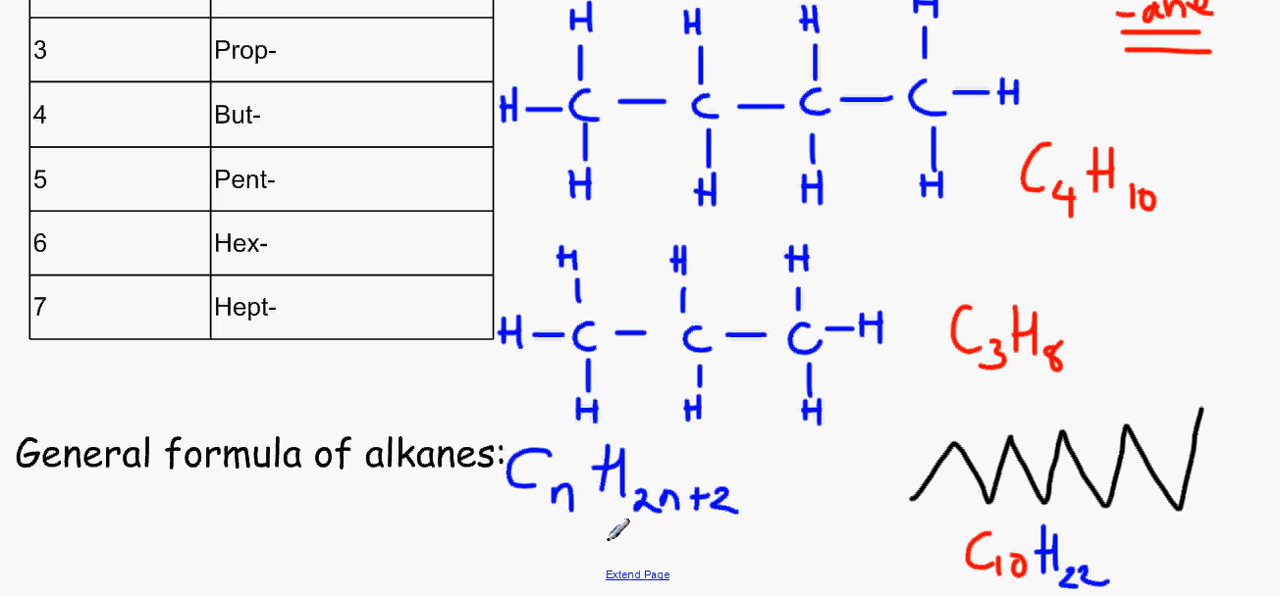 -ane
H H H H
3 Prop-
H-C-C-C-C-H
4 But-
H H H H
C4H10
5 Pent-
6 Hex-
H H H
7 Hept-
H-C-C-C-H
C3H8
H H H
General formula of alkanes: CnH2n+2
C10H22
Extend Page